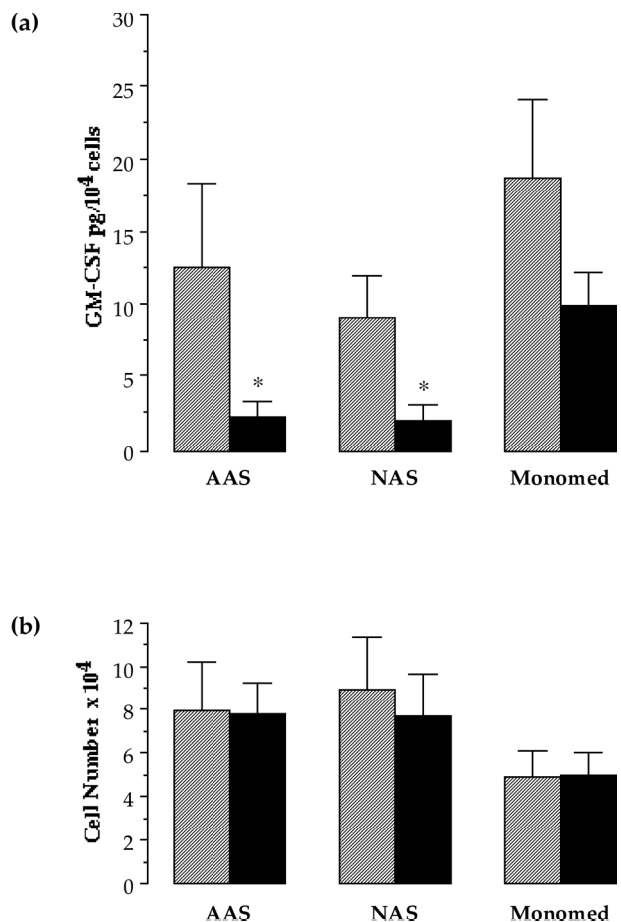 (a)
30
25
20
15
10
5
0
GM-CSF pg/10⁴ cells
*
*
AAS NAS Monomed
(b)
12
10
8
6
4
2
0
Cell Number x 10⁴
AAS NAS Monomed